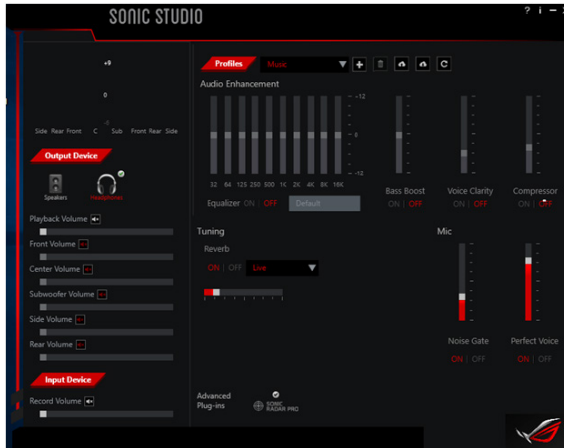 SONIC STUDIO
? i –
+9
0
Side Rear Front C Sub Front Rear Side
Output Device
Speakers
Headphones
Playback Volume
Front Volume
Center Volume
Subwoofer Volume
Side Volume
Rear Volume
Input Device
Record Volume
Profiles Music
Audio Enhancement
+12
0
-12
32 64 125 250 500 1K 2K 4K 8K 16K
Equalizer ON | OFF Default
Bass Boost Voice Clarity Compressor
ON | OFF ON | OFF ON | OFF
Tuning
Reverb
ON | OFF Live
Mic
Noise Gate Perfect Voice
ON | OFF ON | OFF
Advanced
Plug-ins
SONIC
RADAR PRO